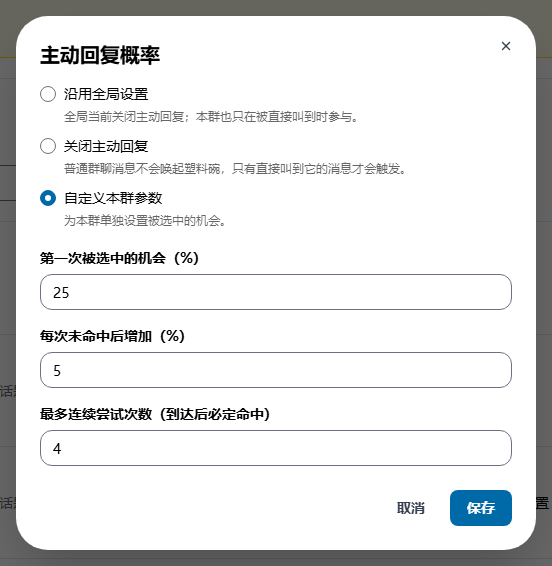 主动回复概率
×
沿用全局设置
全局当前关闭主动回复；本群也只在被直接叫到时参与。
关闭主动回复
普通群聊消息不会唤起塑料碗，只有直接叫到它的消息才会触发。
自定义本群参数
为本群单独设置被选中的机会。
第一次被选中的机会（%）
25
每次未命中后增加（%）
5
话题
最多连续尝试次数（到达后必定命中）
4
取消
保存
话题
置